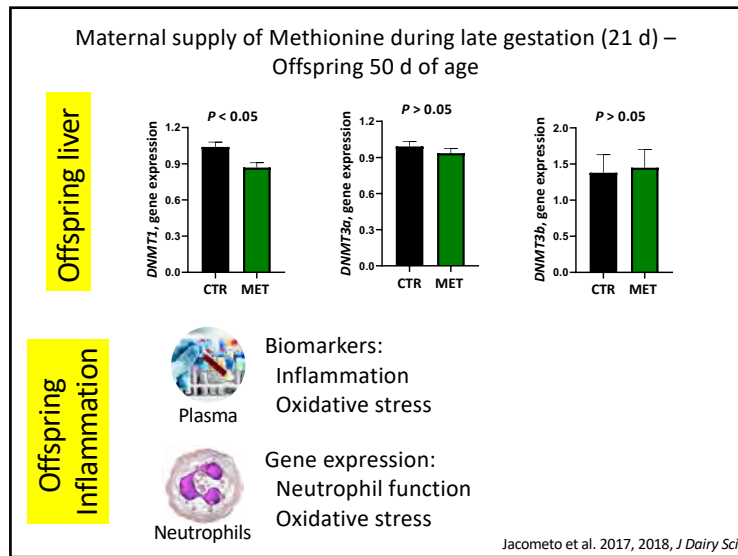 Maternal supply of Methionine during late gestation (21 d) –
Offspring 50 d of age
Offspring liver
P < 0.05
DNMT1, gene expression
1.2
0.9
0.6
0.3
0.0
CTR MET
P > 0.05
DNMT3a, gene expression
1.2
0.9
0.6
0.3
0.0
CTR MET
P > 0.05
DNMT3b, gene expression
2.0
1.5
1.0
0.5
0.0
CTR MET
Offspring
Inflammation
Plasma
Biomarkers:
Inflammation
Oxidative stress
Neutrophils
Gene expression:
Neutrophil function
Oxidative stress
Jacometo et al. 2017, 2018, J Dairy Sci